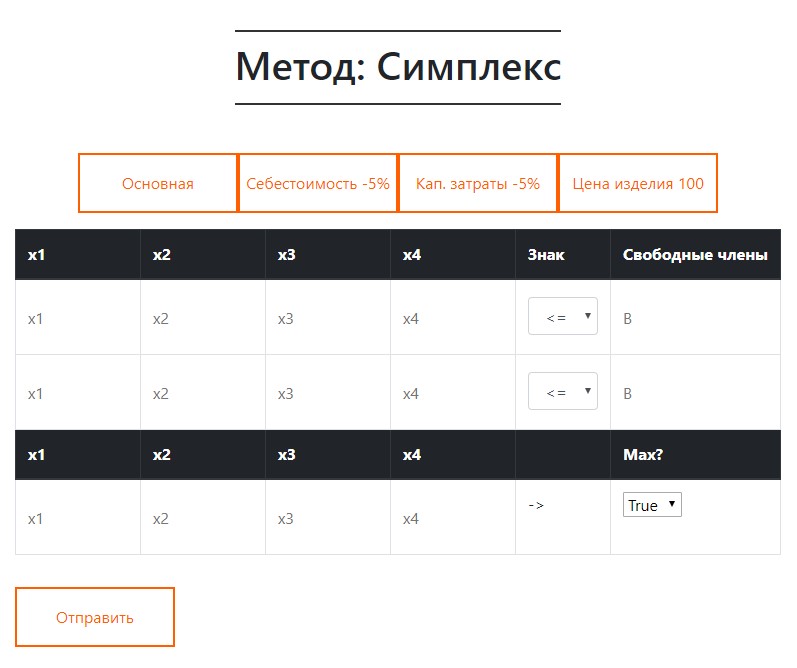 Метод: Симплекс
Основная Себестоимость -5% Кап. затраты -5% Цена изделия 100
x1 x2 x3 x4 Знак Свободные члены
x1 x2 x3 x4 <= B
x1 x2 x3 x4 <= B
x1 x2 x3 x4 Max?
x1 x2 x3 x4 -> True
Отправить